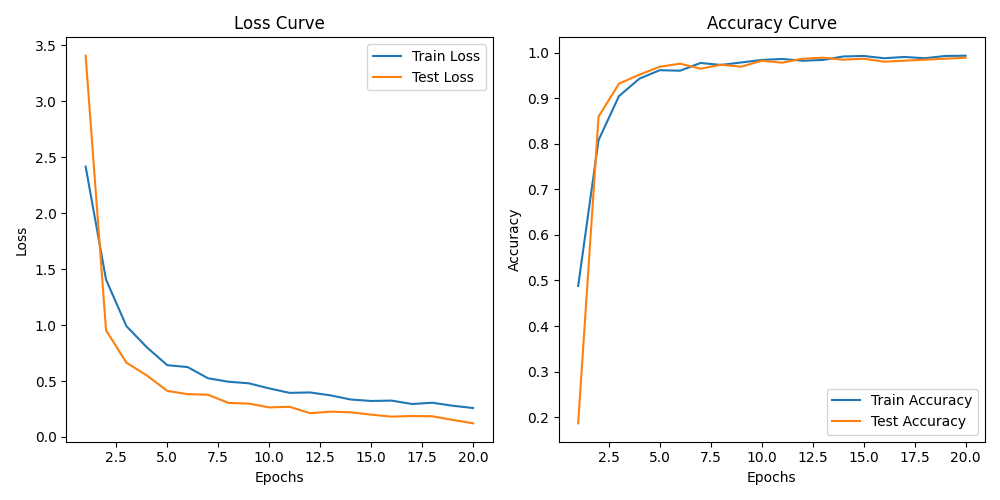 Loss Curve
3.5
3.0
2.5
2.0
1.5
1.0
0.5
0.0
Loss
Train Loss
Test Loss
2.5 5.0 7.5 10.0 12.5 15.0 17.5 20.0
Epochs
Accuracy Curve
1.0
0.9
0.8
0.7
0.6
0.5
0.4
0.3
0.2
Accuracy
Train Accuracy
Test Accuracy
2.5 5.0 7.5 10.0 12.5 15.0 17.5 20.0
Epochs